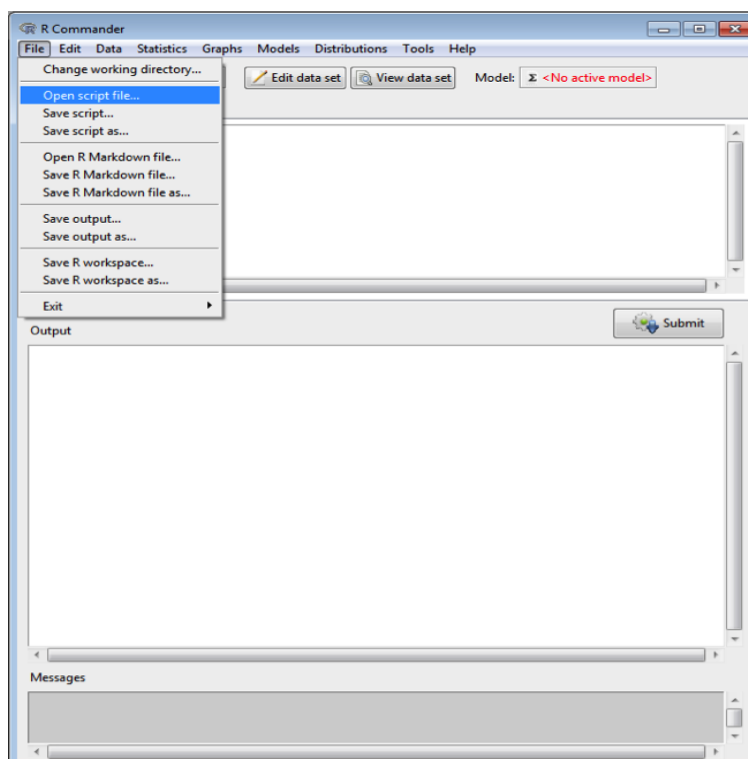 R Commander
File Edit Data Statistics Graphs Models Distributions Tools Help
Change working directory...
Edit data set View data set Model: Σ <No active model>
Open script file...
Save script...
Save script as...
Open R Markdown file...
Save R Markdown file...
Save R Markdown file as...
Save output...
Save output as...
Save R workspace...
Save R workspace as...
Exit
Output
Submit
Messages